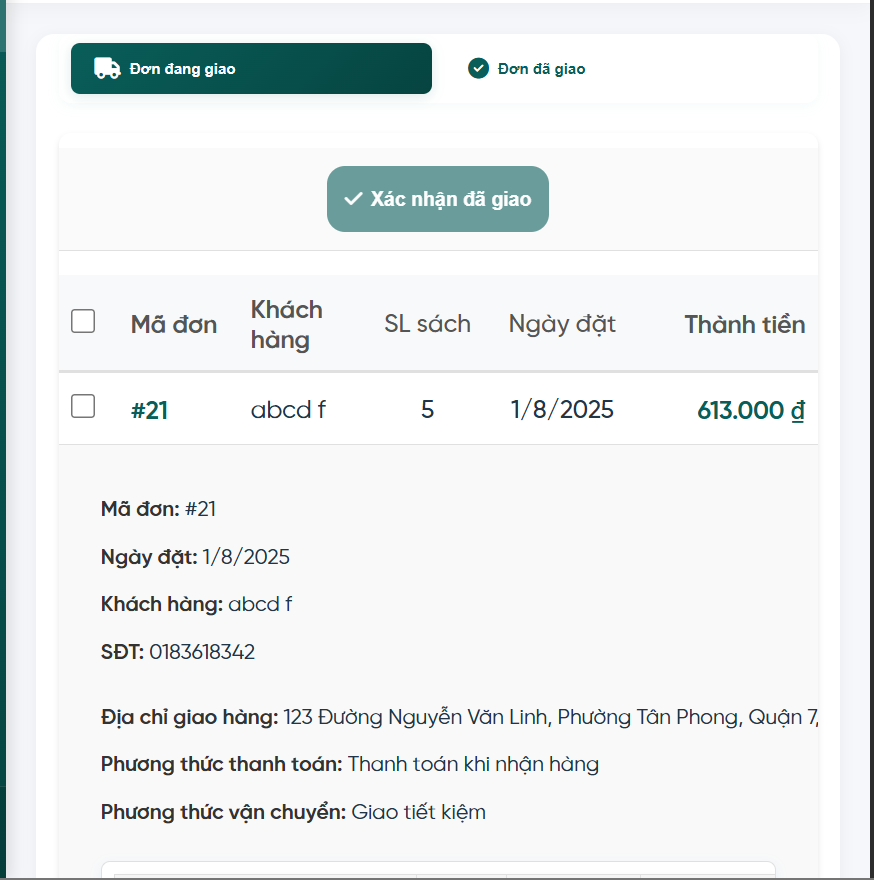 Đơn đang giao
Đơn đã giao
Xác nhận đã giao
Mã đơn Khách hàng SL sách Ngày đặt Thành tiền
#21 abcd f 5 1/8/2025 613.000 ₫
Mã đơn: #21
Ngày đặt: 1/8/2025
Khách hàng: abcd f
SĐT: 0183618342
Địa chỉ giao hàng: 123 Đường Nguyễn Văn Linh, Phường Tân Phong, Quận 7,
Phương thức thanh toán: Thanh toán khi nhận hàng
Phương thức vận chuyển: Giao tiết kiệm